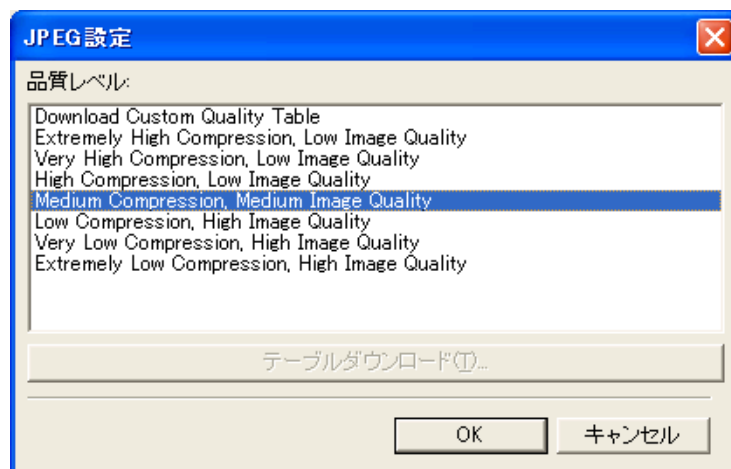 JPEG設定
品質レベル:
Download Custom Quality Table
Extremely High Compression, Low Image Quality
Very High Compression, Low Image Quality
High Compression, Low Image Quality
Medium Compression, Medium Image Quality
Low Compression, High Image Quality
Very Low Compression, High Image Quality
Extremely Low Compression, High Image Quality
テーブルダウンロード(T)...
OK
キャンセル